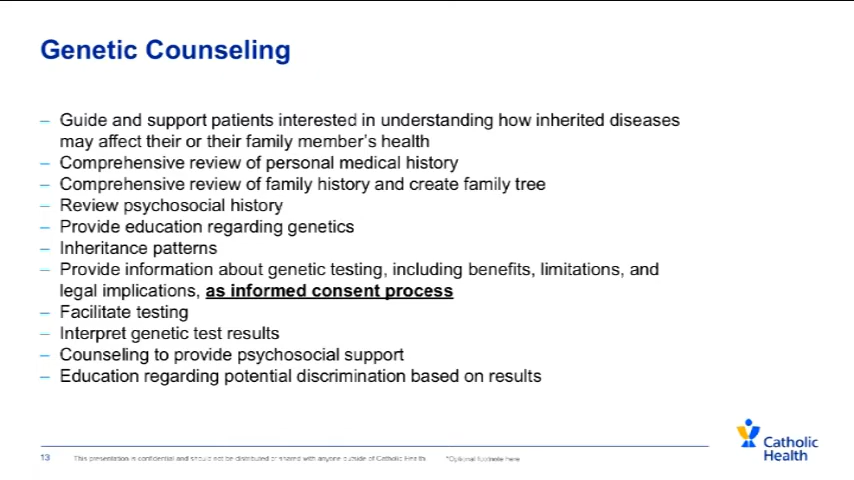 Genetic Counseling
– Guide and support patients interested in understanding how inherited diseases
may affect their or their family member's health
– Comprehensive review of personal medical history
– Comprehensive review of family history and create family tree
– Review psychosocial history
– Provide education regarding genetics
– Inheritance patterns
– Provide information about genetic testing, including benefits, limitations, and
legal implications, as informed consent process
– Facilitate testing
– Interpret genetic test results
– Counseling to provide psychosocial support
– Education regarding potential discrimination based on results
Catholic
Health
13 This presentation is confidential and should not be distributed or shared with anyone outside of Catholic Health *Optional footnote here